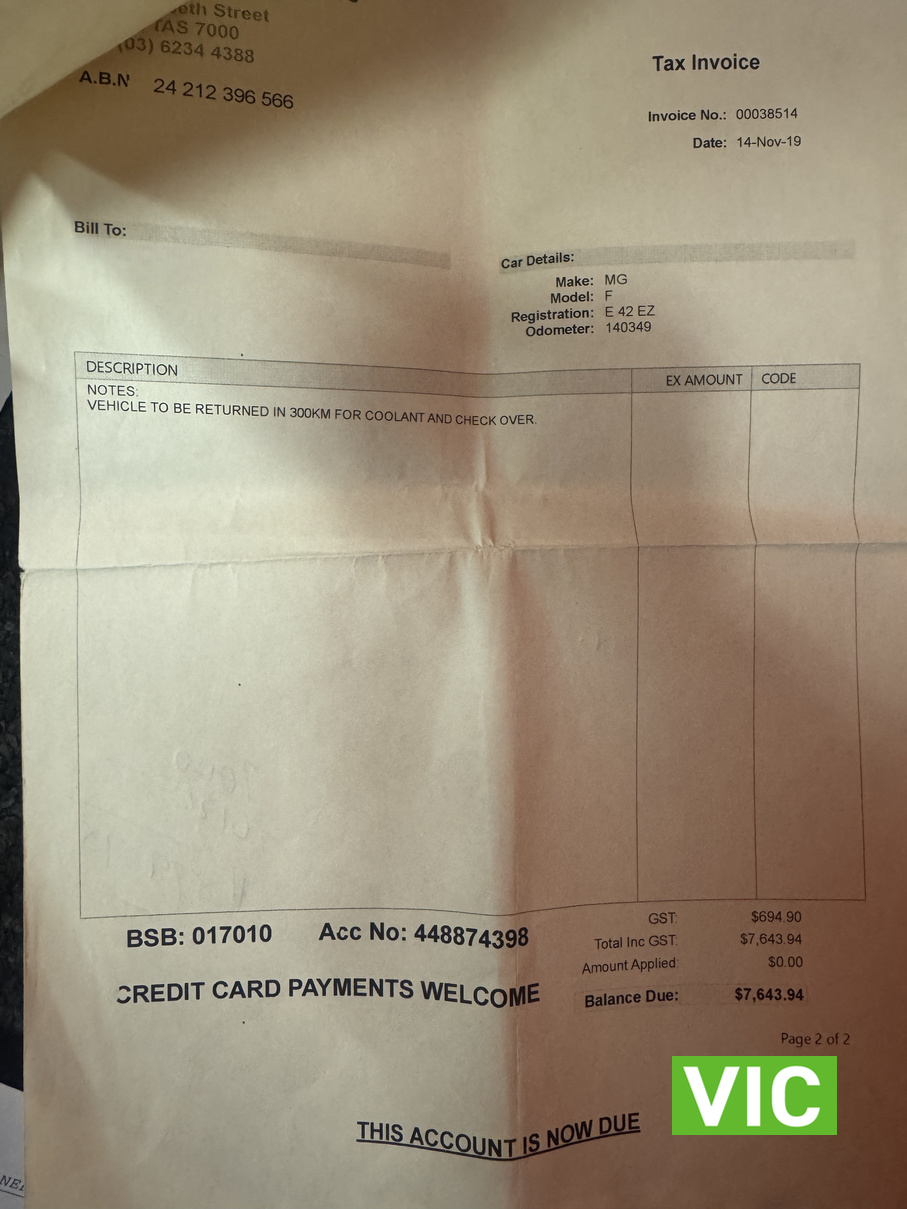 eth Street
TAS 7000
(03) 6234 4388
A.B.N 24 212 396 566
Tax Invoice
Invoice No.: 00038514
Date: 14-Nov-19
Bill To:
Car Details:
Make: MG
Model: F
Registration: E 42 EZ
Odometer: 140349
DESCRIPTION EX AMOUNT CODE
NOTES:
VEHICLE TO BE RETURNED IN 300KM FOR COOLANT AND CHECK OVER.
BSB: 017010 Acc No: 448874398
CREDIT CARD PAYMENTS WELCOME
GST: $694.90
Total Inc GST: $7,643.94
Amount Applied: $0.00
Balance Due: $7,643.94
Page 2 of 2
VIC
THIS ACCOUNT IS NOW DUE